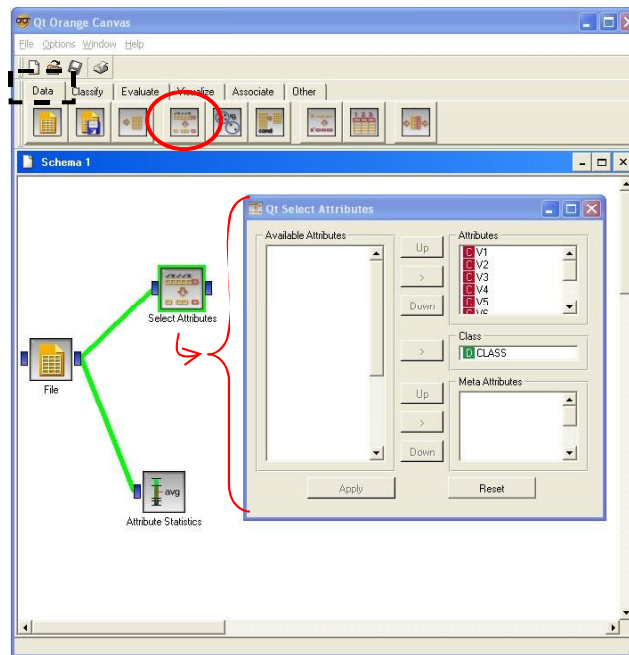 Qt Orange Canvas
File Options Window Help
Data Classify Evaluate Visualize Associate Other
Schema 1
Qt Select Attributes
Available Attributes
Up
>
Down
Attributes
C V1
C V2
C V3
C V4
C V5
C V6
>
Class
D CLASS
Up
>
Down
Meta Attributes
Apply
Reset
Select Attributes
File
avg
Attribute Statistics